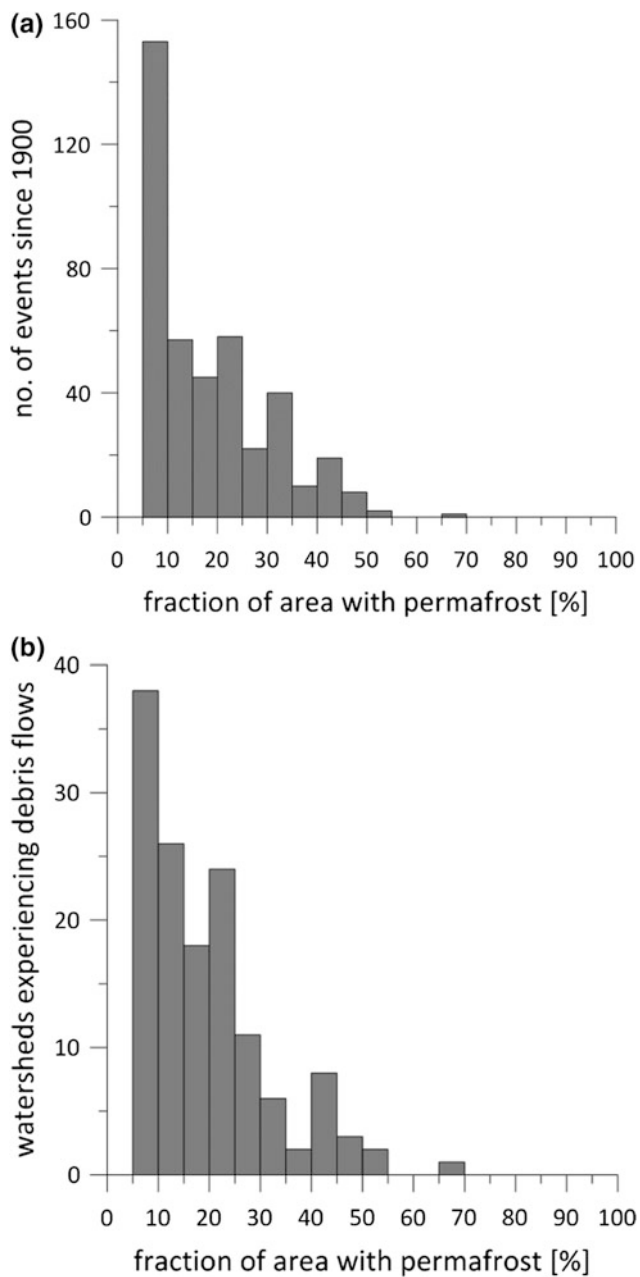 (a)
160
120
80
40
0
no. of events since 1900
0 10 20 30 40 50 60 70 80 90 100
fraction of area with permafrost [%]
(b)
40
30
20
10
0
watersheds experiencing debris flows
0 10 20 30 40 50 60 70 80 90 100
fraction of area with permafrost [%]